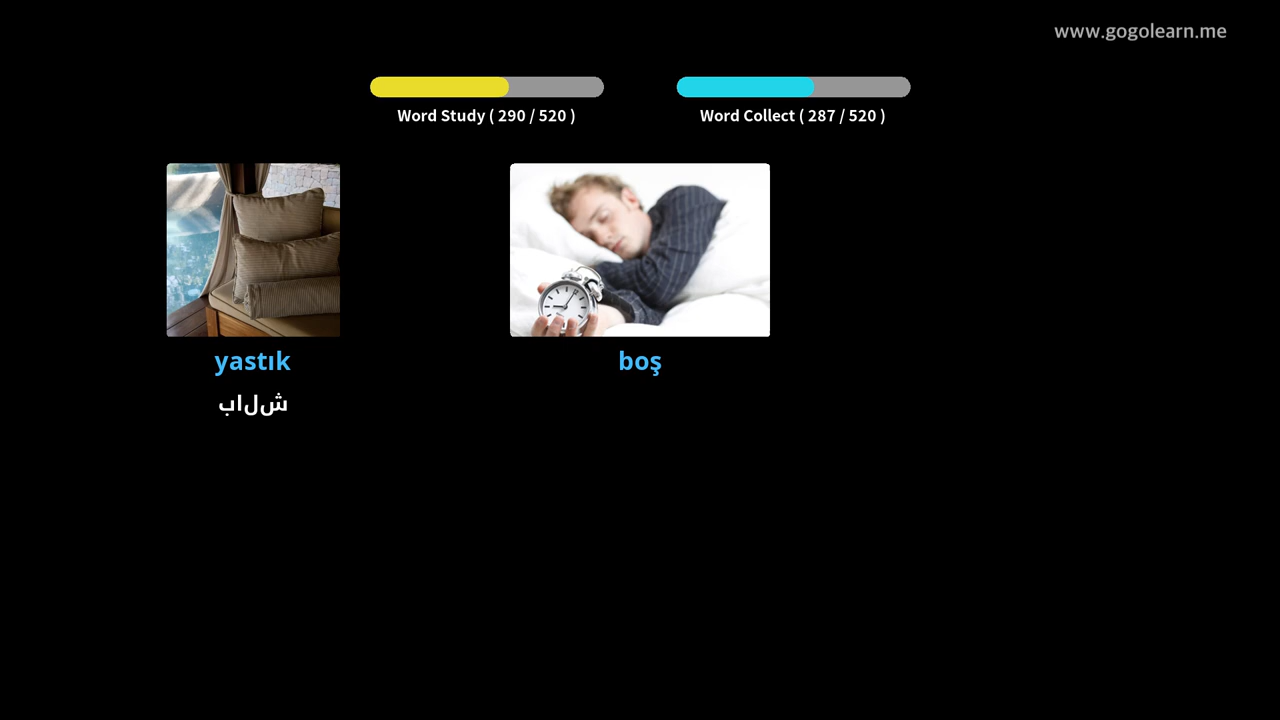 www.gogolearn.me
Word Study ( 290 / 520 )
Word Collect ( 287 / 520 )
yastık
شلاب
boş